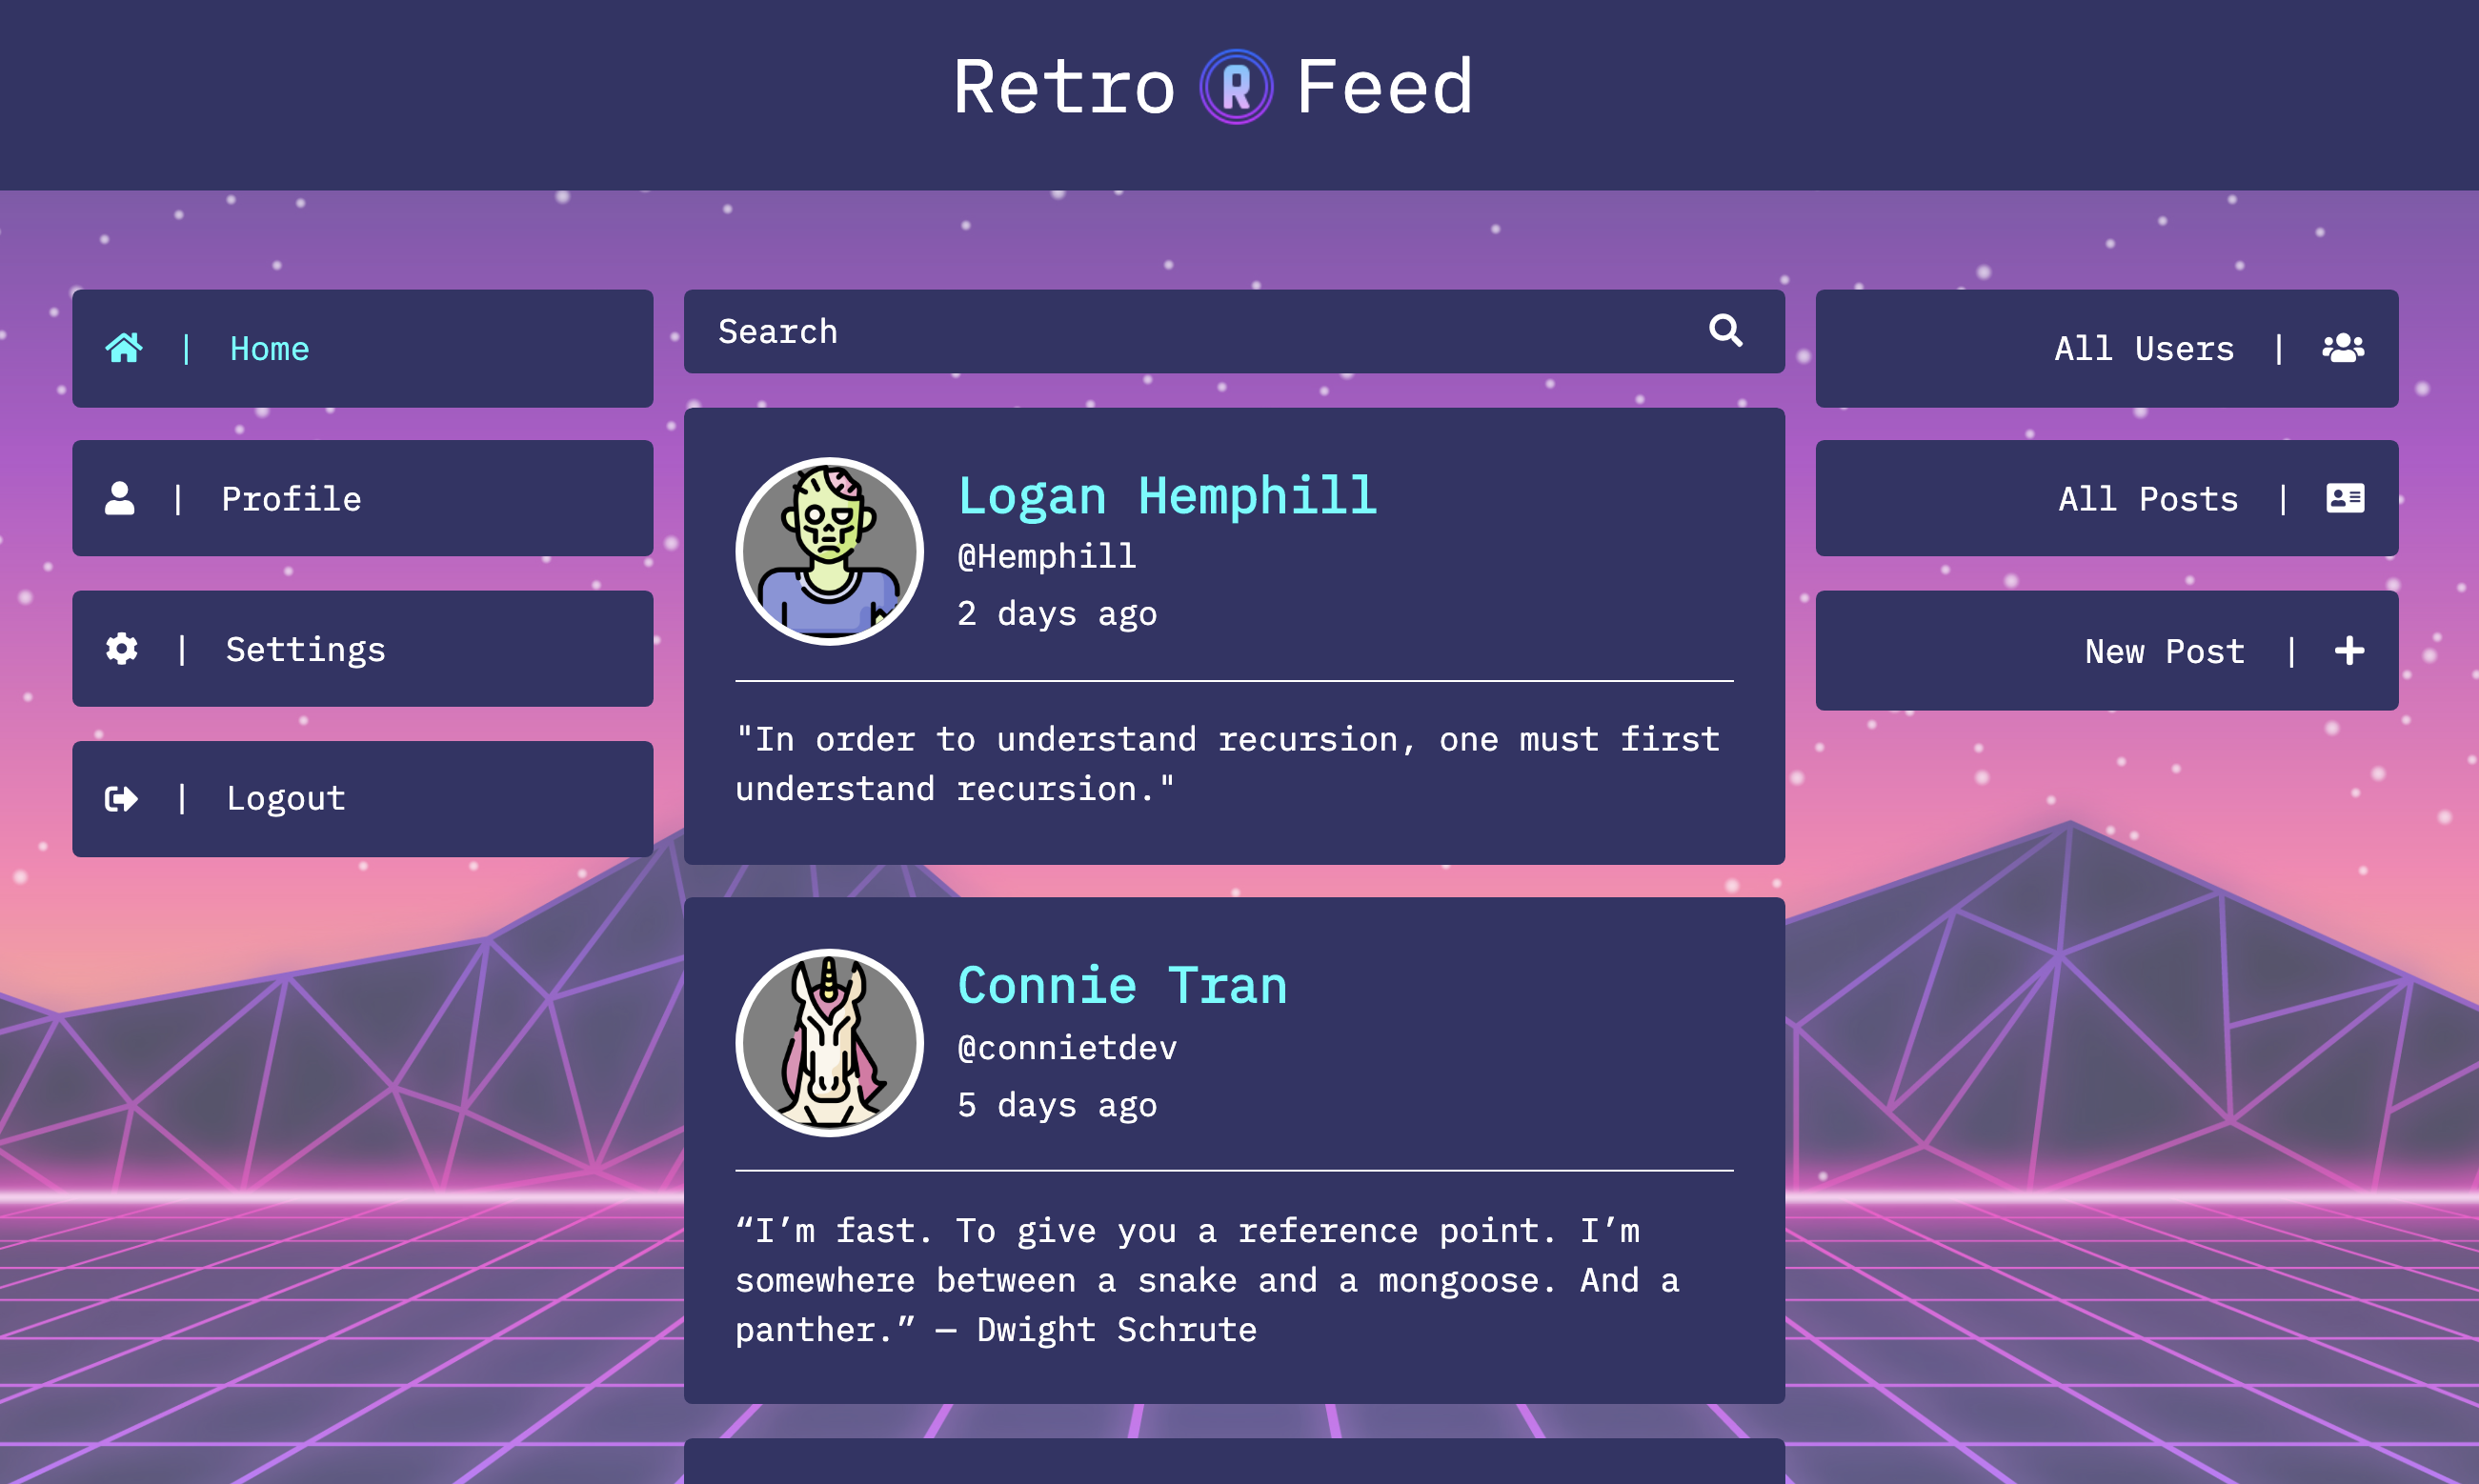 Retro R Feed
| Home
| Profile
| Settings
| Logout
Search
Logan Hemphill
@Hemphill
2 days ago
"In order to understand recursion, one must first
understand recursion."
Connie Tran
@connietdev
5 days ago
“I’m fast. To give you a reference point. I’m
somewhere between a snake and a mongoose. And a
panther.” — Dwight Schrute
All Users |
All Posts |
New Post |